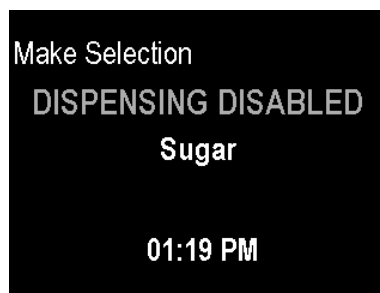 Make Selection
DISPENSING DISABLED
Sugar
01:19 PM